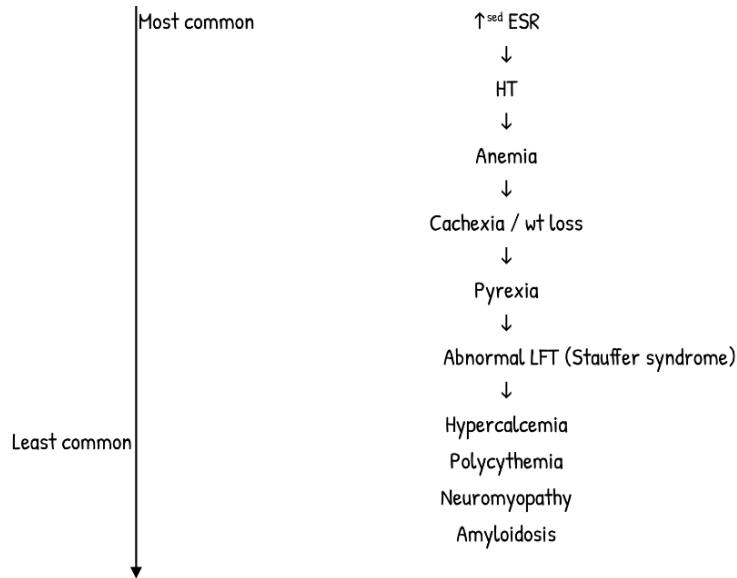 Most common
↑sed ESR
↓
HT
↓
Anemia
↓
Cachexia / wt loss
↓
Pyrexia
↓
Abnormal LFT (Stauffer syndrome)
↓
Hypercalcemia
Least common
Polycythemia
Neuromyopathy
Amyloidosis